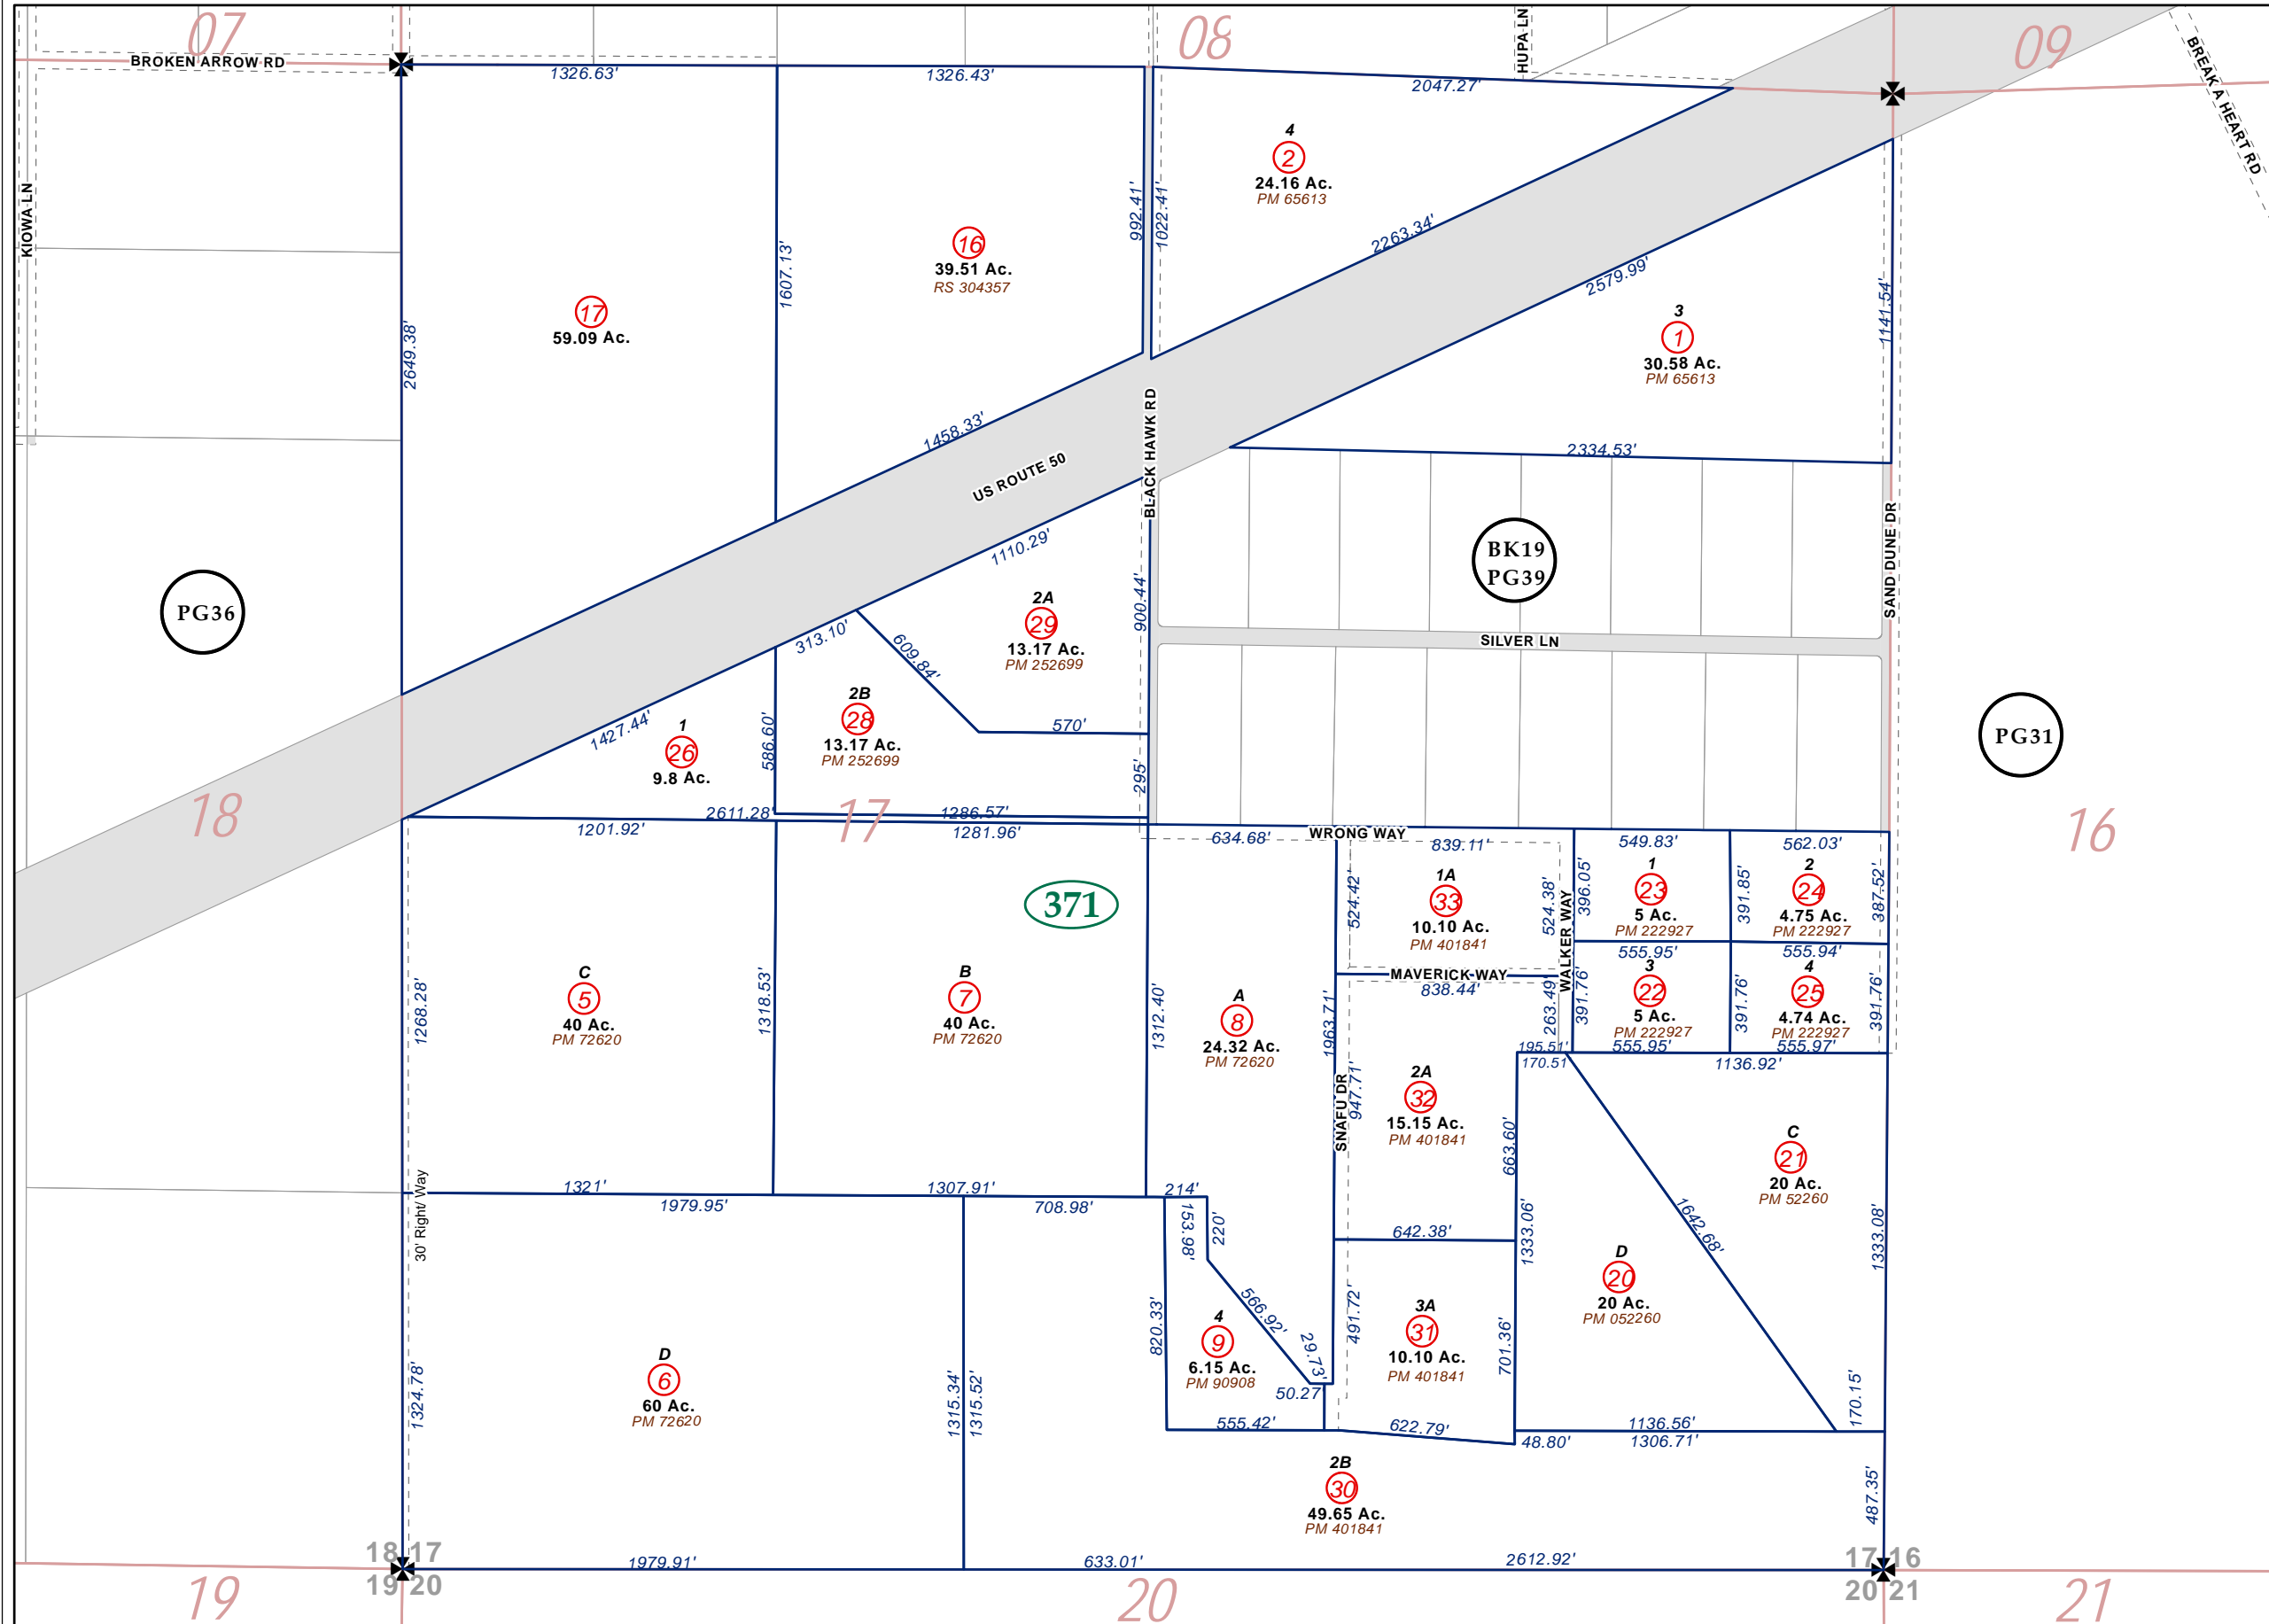 07
08
09
BROKEN ARROW RD
HUPA LN
BREAK A HEART RD
KIOWA LN
1326.63'
1326.43'
2047.27'
4
2
24.16 Ac.
PM 65613
992.41'
1022.41'
16
39.51 Ac.
RS 304357
1607.13'
17
59.09 Ac.
2649.38'
2263.34'
2579.99'
1141.54'
3
1
30.58 Ac.
PM 65613
1458.33'
US ROUTE 50
BLACK HAWK RD
2334.53'
1110.29'
BK19
PG39
SAND DUNE DR
PG36
900.44'
2A
29
13.17 Ac.
PM 252699
313.10'
609.84'
SILVER LN
2B
28
13.17 Ac.
PM 252699
570'
1427.44'
1
26
9.8 Ac.
586.60'
295'
PG31
18
17
16
2611.28'
1286.57'
1201.92'
1281.96'
634.68'
WRONG WAY
839.11'
549.83'
562.03'
371
524.42'
1A
33
10.10 Ac.
PM 401841
524.38'
WALKER WAY
396.05'
1
23
5 Ac.
PM 222927
391.85'
2
24
4.75 Ac.
PM 222927
387.52'
MAVERICK WAY
838.44'
555.95'
555.94'
263.49'
391.76'
3
22
5 Ac.
PM 222927
391.76'
4
25
4.74 Ac.
PM 222927
391.76'
195.51'
170.51'
555.95'
555.97'
1136.92'
1268.28'
C
5
40 Ac.
PM 72620
1318.53'
B
7
40 Ac.
PM 72620
1312.40'
A
8
24.32 Ac.
PM 72620
1963.71'
SNAFU DR
947.71'
2A
32
15.15 Ac.
PM 401841
663.60'
C
21
20 Ac.
PM 52260
1321'
1979.95'
1307.91'
708.98'
214'
153.98'
220'
30' Right/ Way
642.38'
1333.06'
1642.68'
1333.08'
D
20
20 Ac.
PM 052260
820.33'
4
9
6.15 Ac.
PM 90908
566.92'
29.73'
50.27'
491.72'
3A
31
10.10 Ac.
PM 401841
701.36'
D
6
60 Ac.
PM 72620
1324.78'
1315.34'
1315.52'
555.42'
622.79'
48.80'
1136.56'
1306.71'
170.15'
2B
30
49.65 Ac.
PM 401841
487.35'
1979.91'
633.01'
2612.92'
18 17
19 20
17 16
20 21
19
20
21